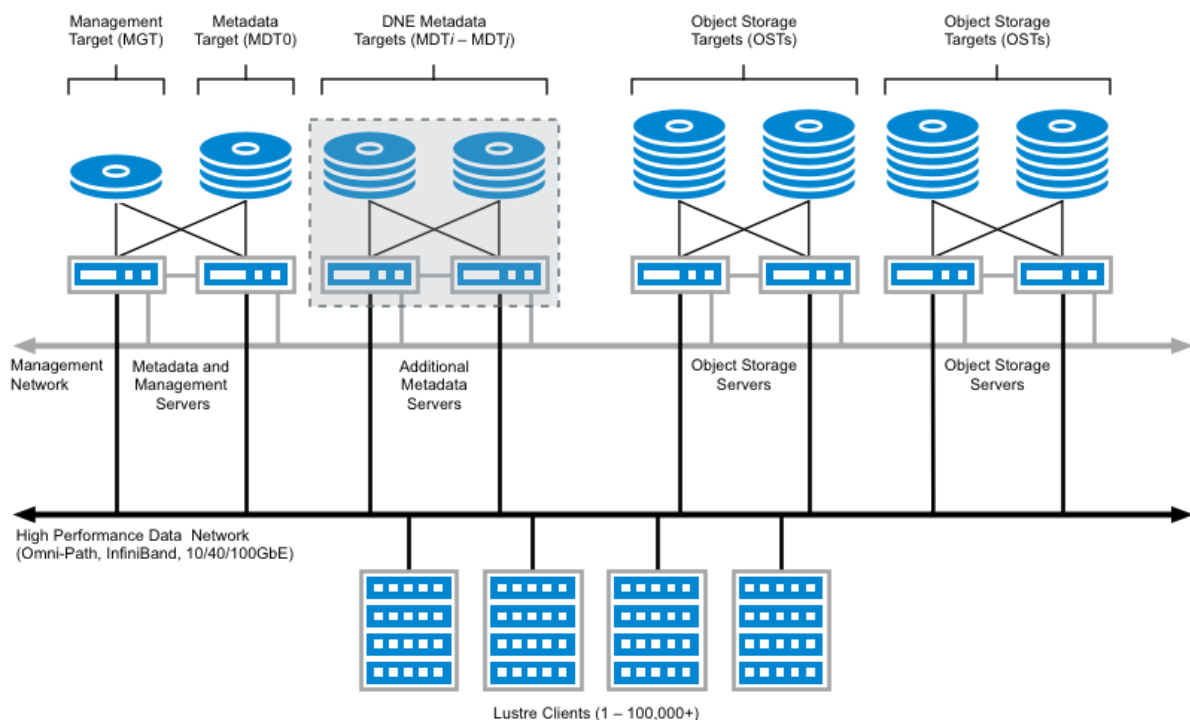 Management
Target (MGT)
Metadata
Target (MDT0)
DNE Metadata
Targets (MDTi – MDTj)
Object Storage
Targets (OSTs)
Object Storage
Targets (OSTs)
Management
Network
Metadata and
Management
Servers
Additional
Metadata
Servers
Object Storage
Servers
Object Storage
Servers
High Performance Data Network
(Omni-Path, InfiniBand, 10/40/100GbE)
Lustre Clients (1 – 100,000+)